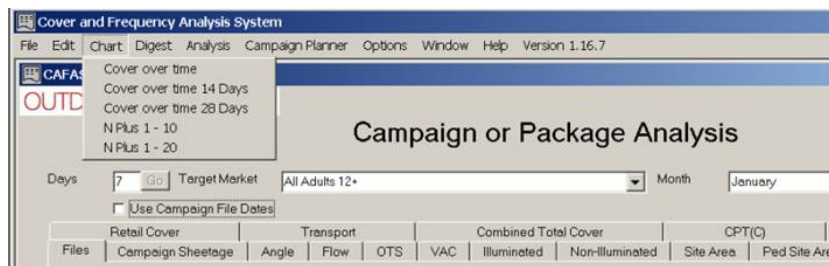 Cover and Frequency Analysis System
File Edit Chart Digest Analysis Campaign Planner Options Window Help Version 1.16.7
CAFAS
Cover over time
Cover over time 14 Days
Cover over time 28 Days
N Plus 1 - 10
N Plus 1 - 20
OUTD
Campaign or Package Analysis
Days 7 Go Target Market All Adults 12+ Month January
Use Campaign File Dates
Retail Cover Transport Combined Total Cover CPT(C)
Files Campaign Sheetage Angle Flow OTS VAC Illuminated Non-Illuminated Site Area Ped Site Are